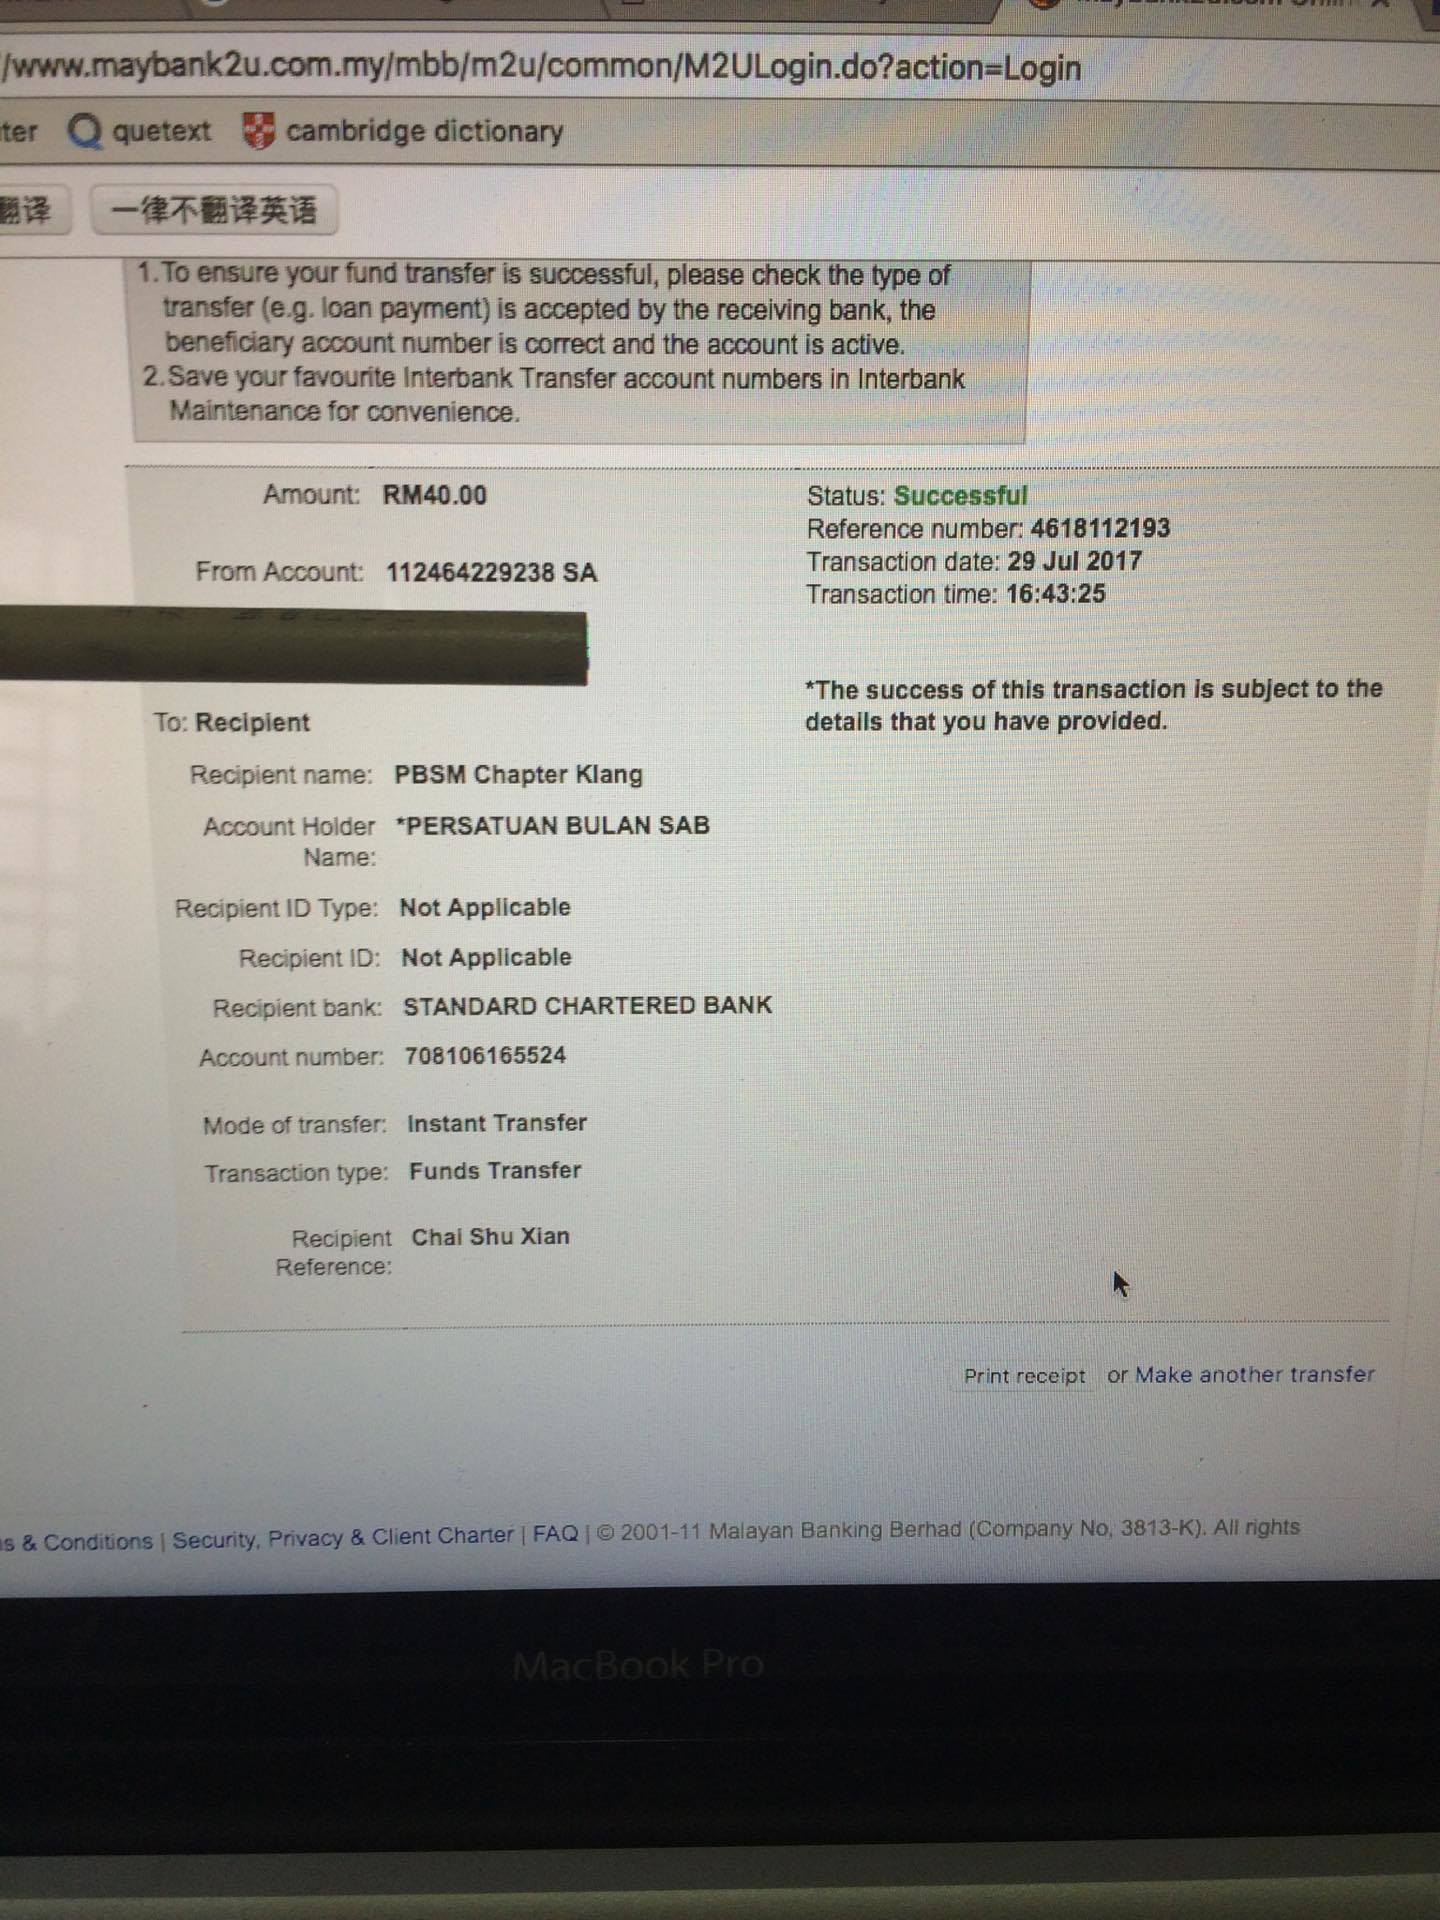 /www.maybank2u.com.my/mbb/m2u/common/M2ULogin.do?action=Login
ter quetext cambridge dictionary
翻译 一律不翻译英语
1. To ensure your fund transfer is successful, please check the type of
transfer (e.g. loan payment) is accepted by the receiving bank, the
beneficiary account number is correct and the account is active.
2. Save your favourite Interbank Transfer account numbers in Interbank
Maintenance for convenience.
Amount: RM40.00
From Account: 112464229238 SA
Status: Successful
Reference number: 4618112193
Transaction date: 29 Jul 2017
Transaction time: 16:43:25
*The success of this transaction is subject to the
details that you have provided.
To: Recipient
Recipient name: PBSM Chapter Klang
Account Holder *PERSATUAN BULAN SAB
Name:
Recipient ID Type: Not Applicable
Recipient ID: Not Applicable
Recipient bank: STANDARD CHARTERED BANK
Account number: 708106165524
Mode of transfer: Instant Transfer
Transaction type: Funds Transfer
Recipient Chai Shu Xian
Reference:
Print receipt or Make another transfer
s & Conditions | Security, Privacy & Client Charter | FAQ | © 2001-11 Malayan Banking Berhad (Company No. 3813-K). All rights
MacBook Pro